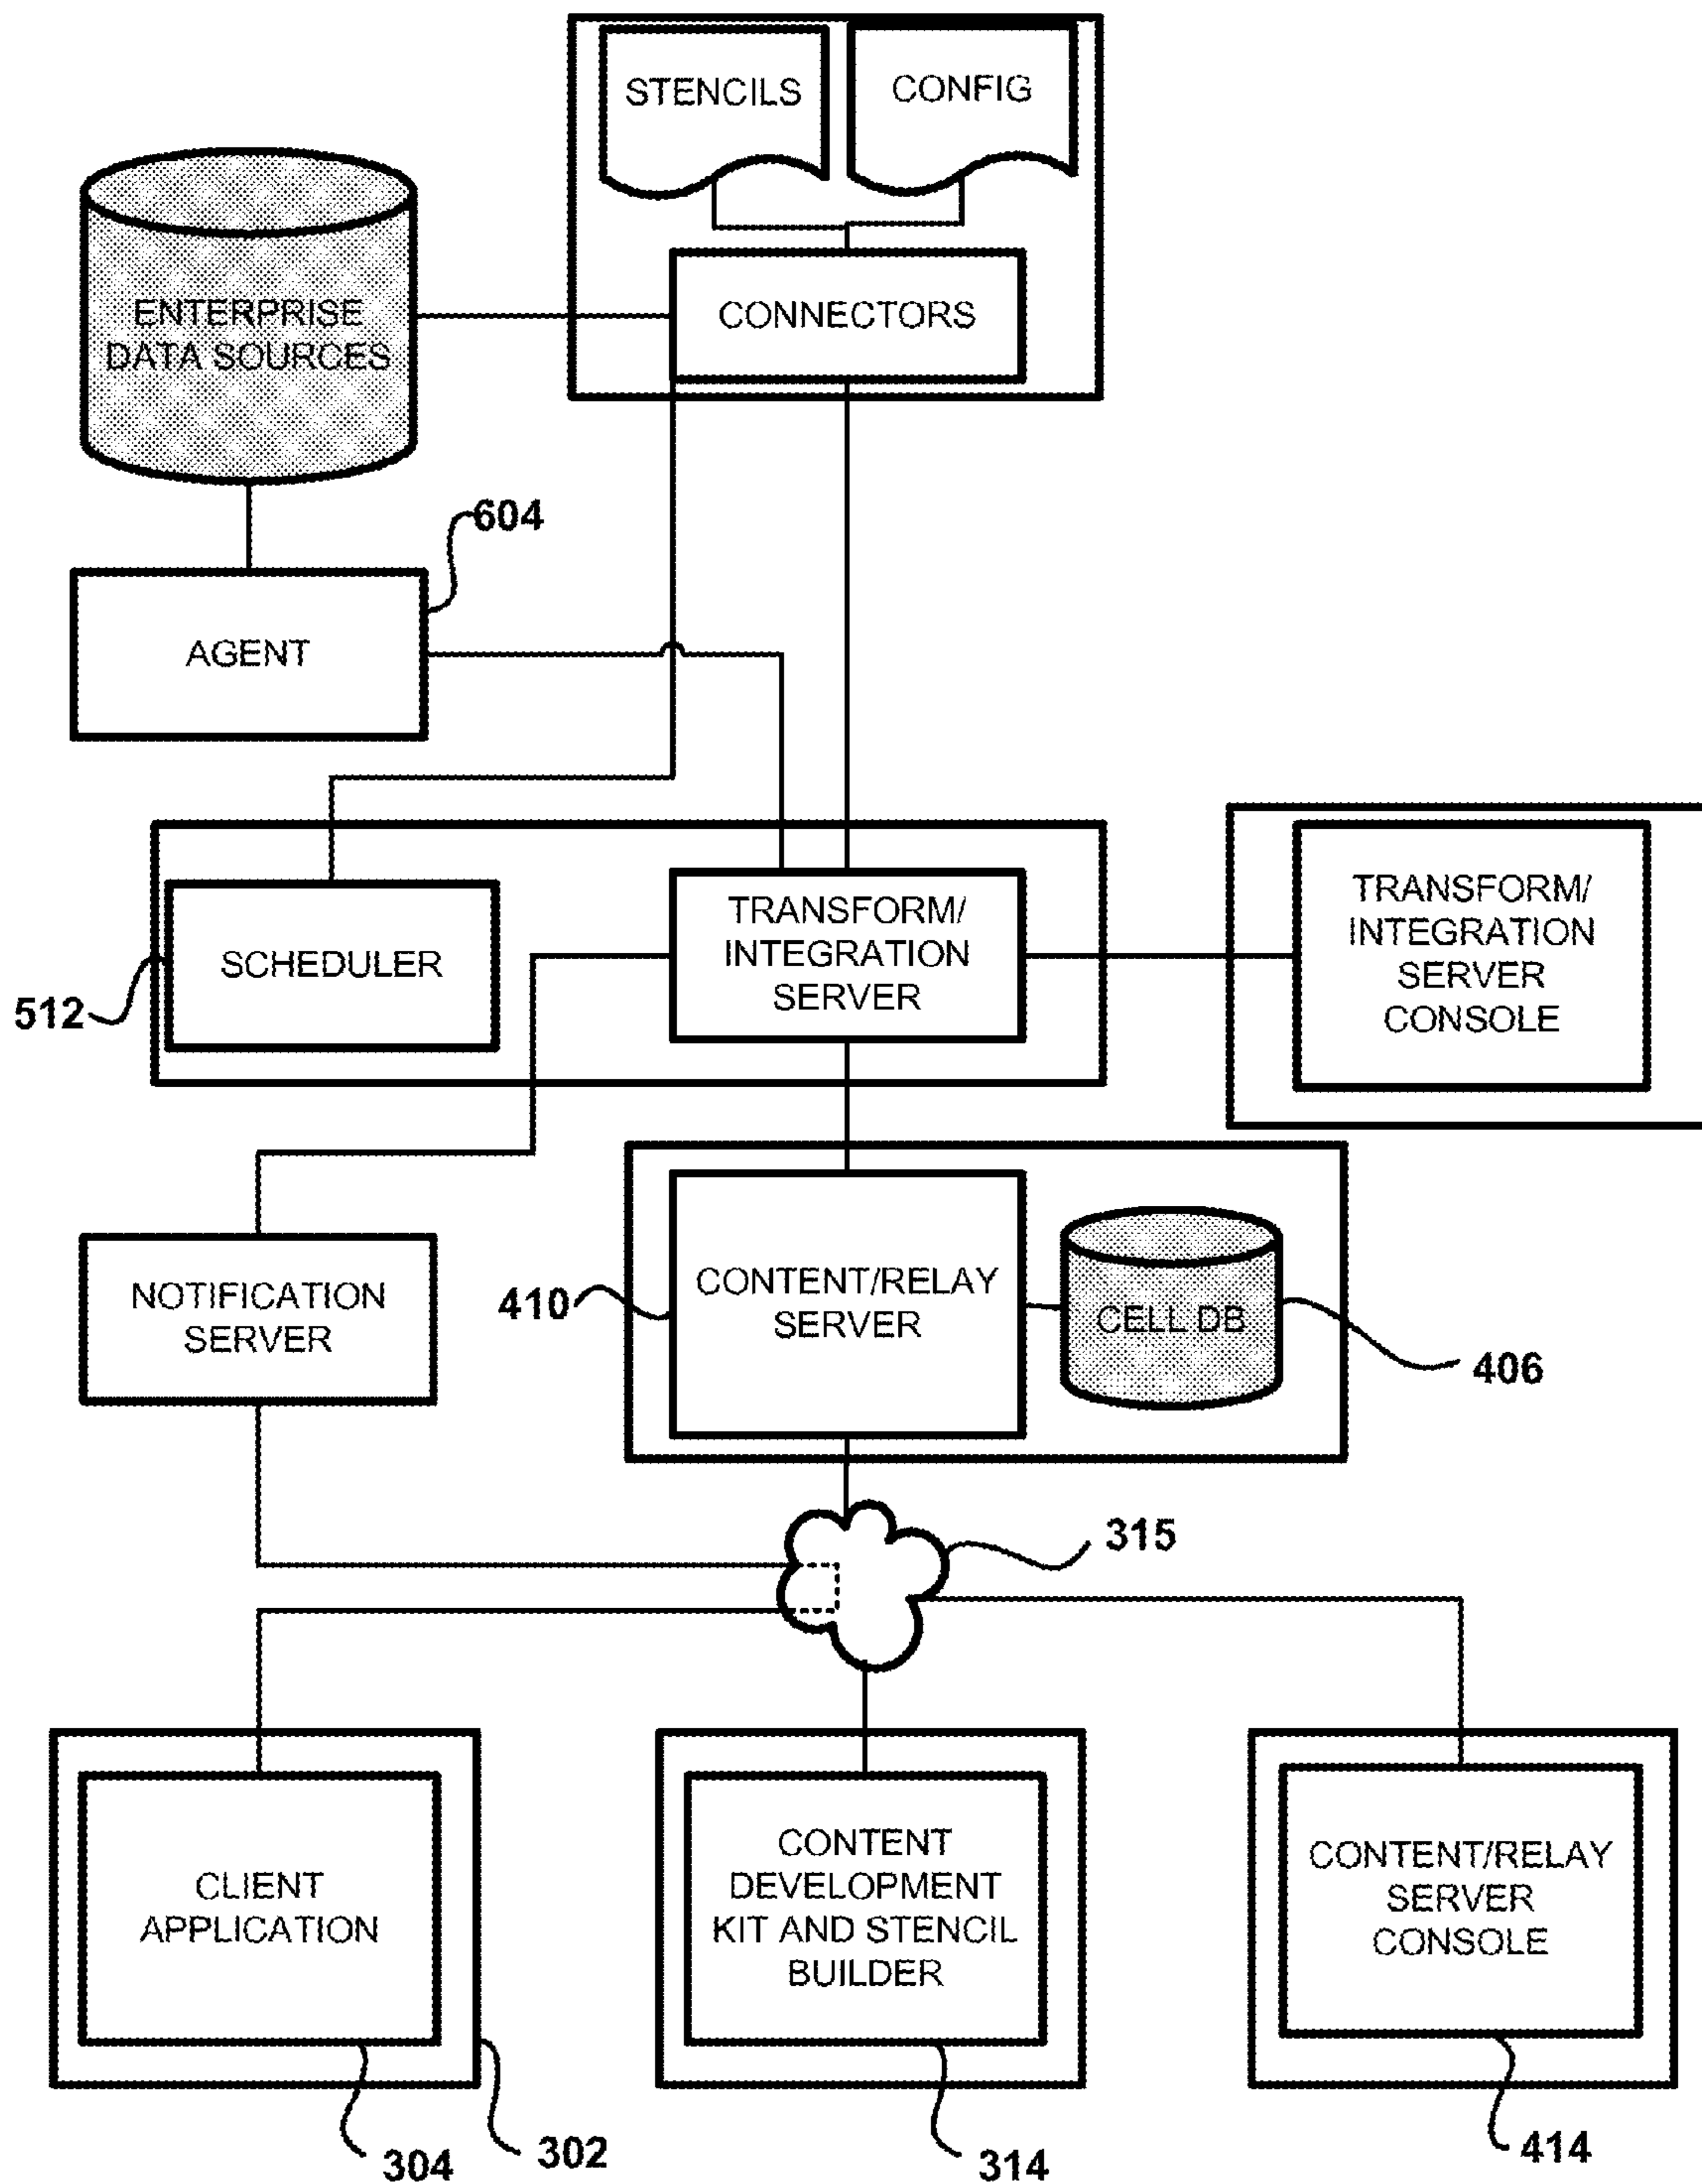 STENCILS
CONFIG
ENTERPRISE
DATA SOURCES
CONNECTORS
604
AGENT
SCHEDULER
512
TRANSFORM/
INTEGRATION
SERVER
TRANSFORM/
INTEGRATION
SERVER
CONSOLE
NOTIFICATION
SERVER
410
CONTENT/RELAY
SERVER
CELL DB
406
315
CLIENT
APPLICATION
CONTENT
DEVELOPMENT
KIT AND STENCIL
BUILDER
CONTENT/RELAY
SERVER
CONSOLE
304
302
314
414